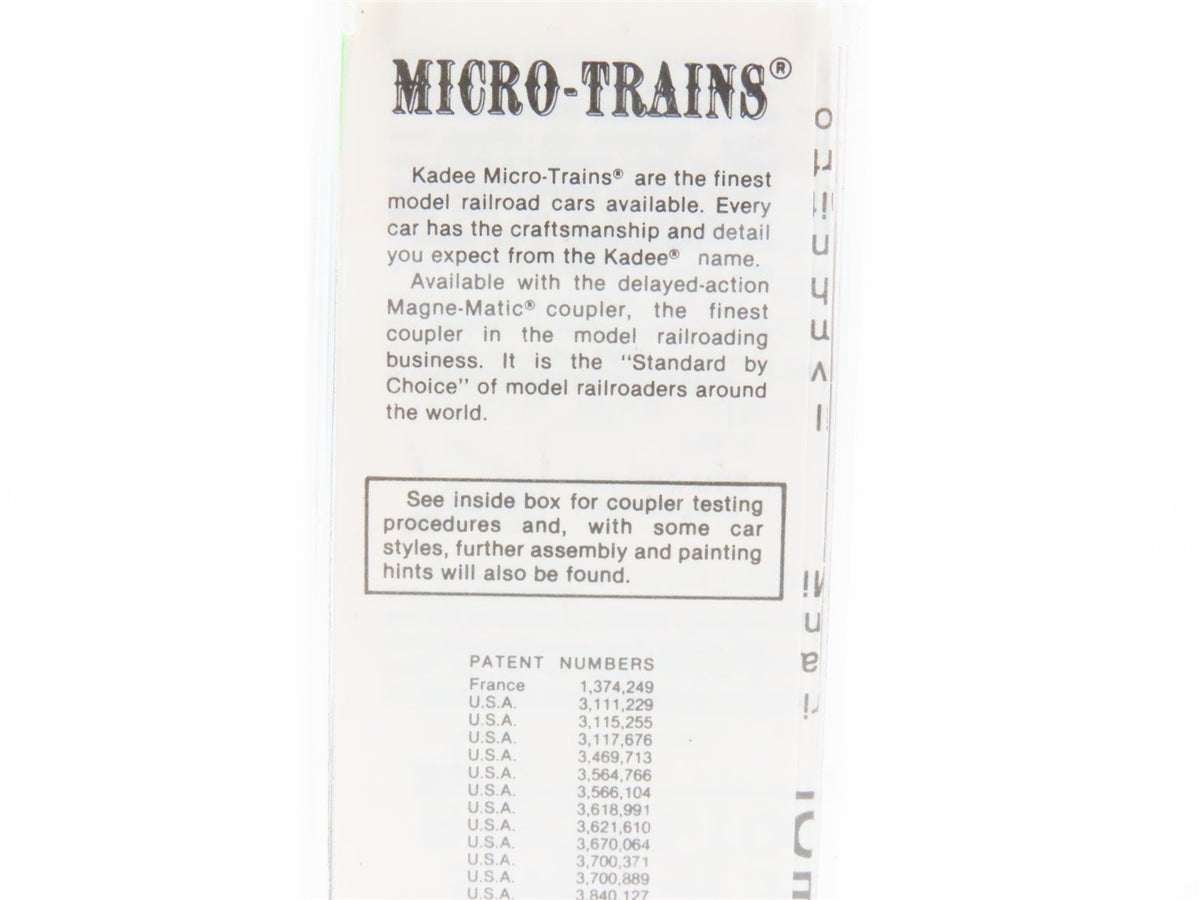 MICRO-TRAINS®
Kadee Micro-Trains® are the finest
model railroad cars available. Every
car has the craftsmanship and detail
you expect from the Kadee® name.
Available with the delayed-action
Magne-Matic® coupler, the finest
coupler in the model railroading
business. It is the "Standard by
Choice" of model railroaders around
the world.
See inside box for coupler testing
procedures and, with some car
styles, further assembly and painting
hints will also be found.
PATENT NUMBERS
France 1,374,249
U.S.A. 3,111,229
U.S.A. 3,115,255
U.S.A. 3,117,676
U.S.A. 3,469,713
U.S.A. 3,564,766
U.S.A. 3,566,104
U.S.A. 3,618,991
U.S.A. 3,621,610
U.S.A. 3,670,064
U.S.A. 3,700,371
U.S.A. 3,700,889
U.S.A. 3,840,127